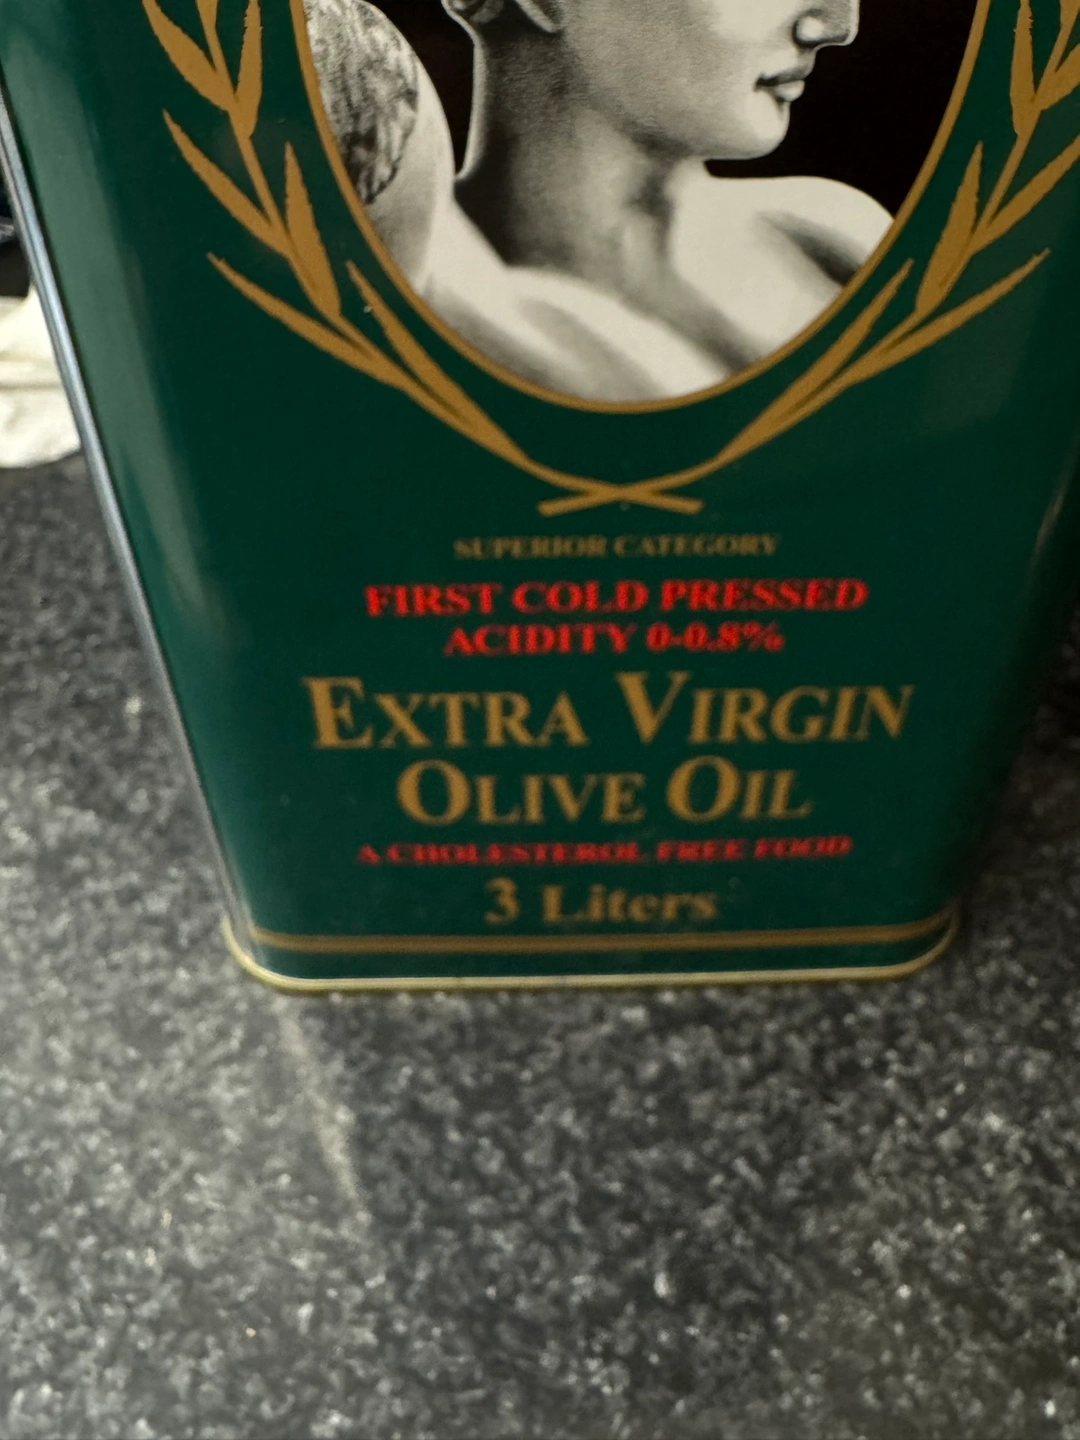 SUPERIOR CATEGORY
FIRST COLD PRESSED
ACIDITY 0-0.8%
EXTRA VIRGIN
OLIVE OIL
A CHOLESTEROL FREE FOOD
3 Liters